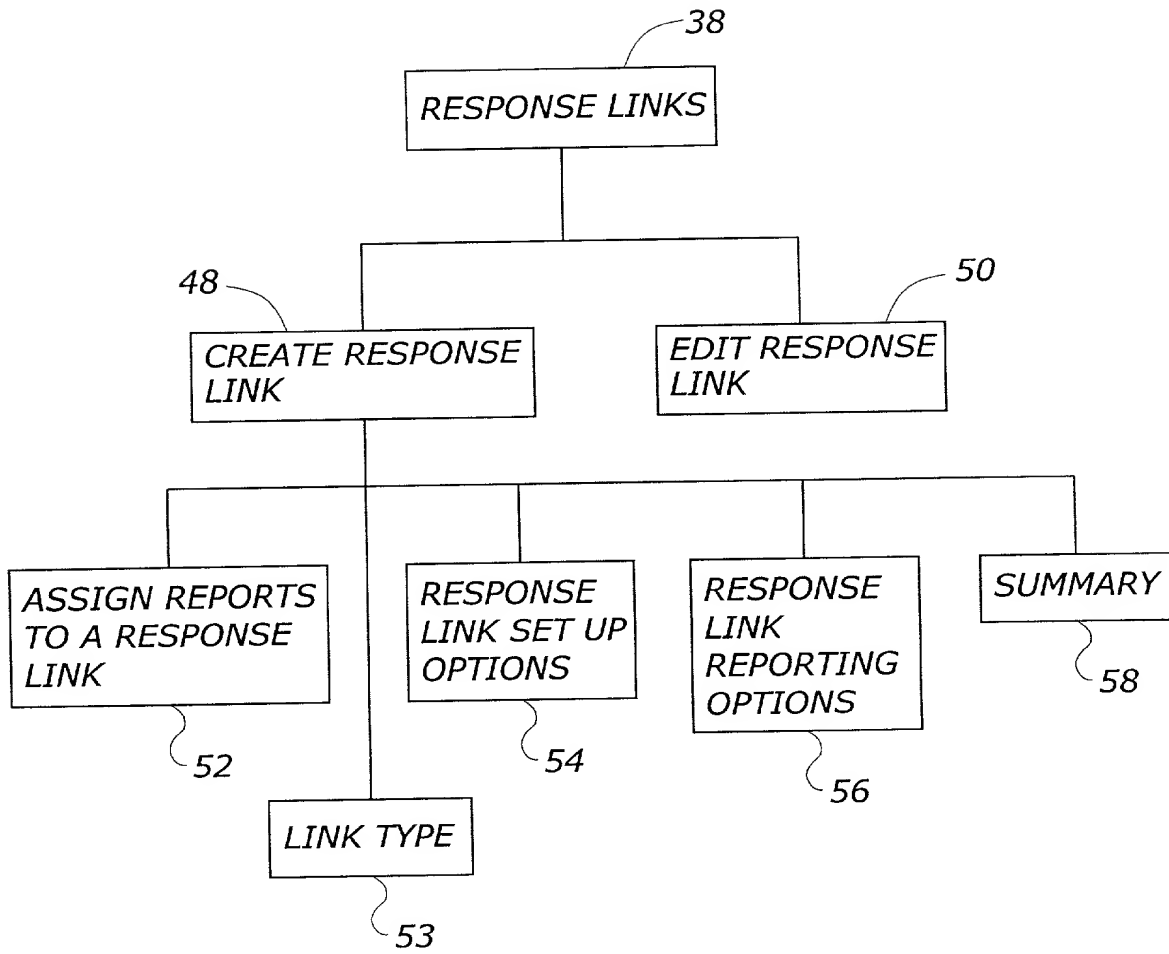 38
RESPONSE LINKS
48
50
CREATE RESPONSE
LINK
EDIT RESPONSE
LINK
ASSIGN REPORTS
TO A RESPONSE
LINK
RESPONSE
LINK SET UP
OPTIONS
RESPONSE
LINK
REPORTING
OPTIONS
SUMMARY
52
54
56
58
LINK TYPE
53